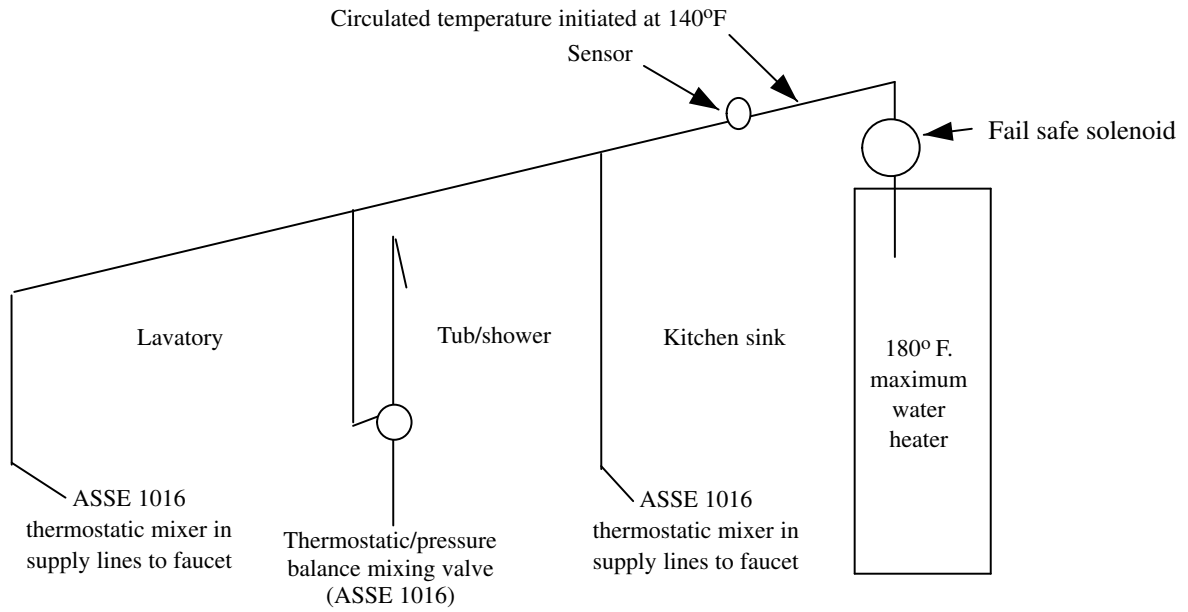 Circulated temperature initiated at 140ºF
Sensor
Fail safe solenoid
Lavatory
Tub/shower
Kitchen sink
180º F.
maximum
water
heater
ASSE 1016
thermostatic mixer in
supply lines to faucet
Thermostatic/pressure
balance mixing valve
(ASSE 1016)
ASSE 1016
thermostatic mixer in
supply lines to faucet